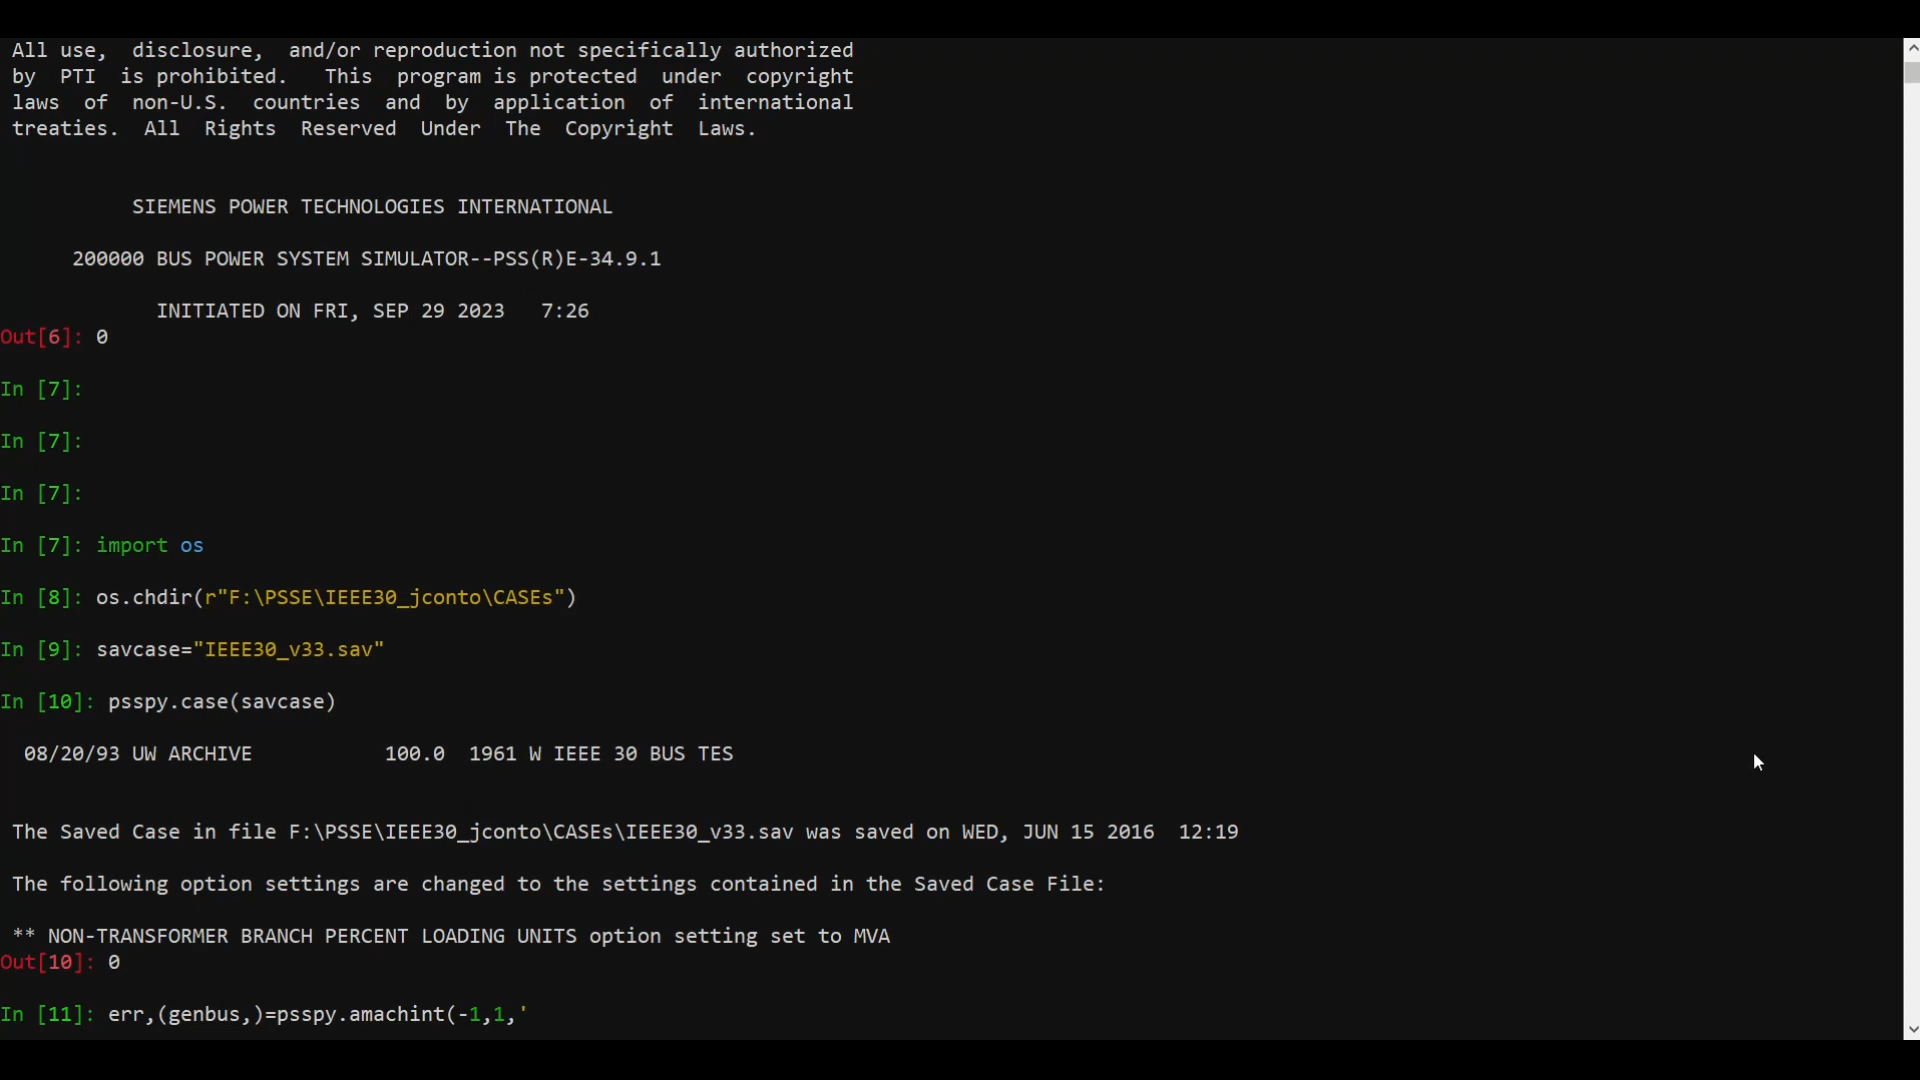 All use, disclosure, and/or reproduction not specifically authorized
by PTI is prohibited. This program is protected under copyright
laws of non-U.S. countries and by application of international
treaties. All Rights Reserved Under The Copyright Laws.
SIEMENS POWER TECHNOLOGIES INTERNATIONAL
200000 BUS POWER SYSTEM SIMULATOR--PSS(R)E-34.9.1
INITIATED ON FRI, SEP 29 2023 7:26
Out[6]: 0
In [7]:
In [7]:
In [7]:
In [7]: import os
In [8]: os.chdir(r"F:\PSSE\IEEE30_jconto\CASEs")
In [9]: savcase="IEEE30_v33.sav"
In [10]: psspy.case(savcase)
08/20/93 UW ARCHIVE 100.0 1961 W IEEE 30 BUS TES
The Saved Case in file F:\PSSE\IEEE30_jconto\CASEs\IEEE30_v33.sav was saved on WED, JUN 15 2016 12:19
The following option settings are changed to the settings contained in the Saved Case File:
** NON-TRANSFORMER BRANCH PERCENT LOADING UNITS option setting set to MVA
Out[10]: 0
In [11]: err,(genbus,)=psspy.amachint(-1,1,'